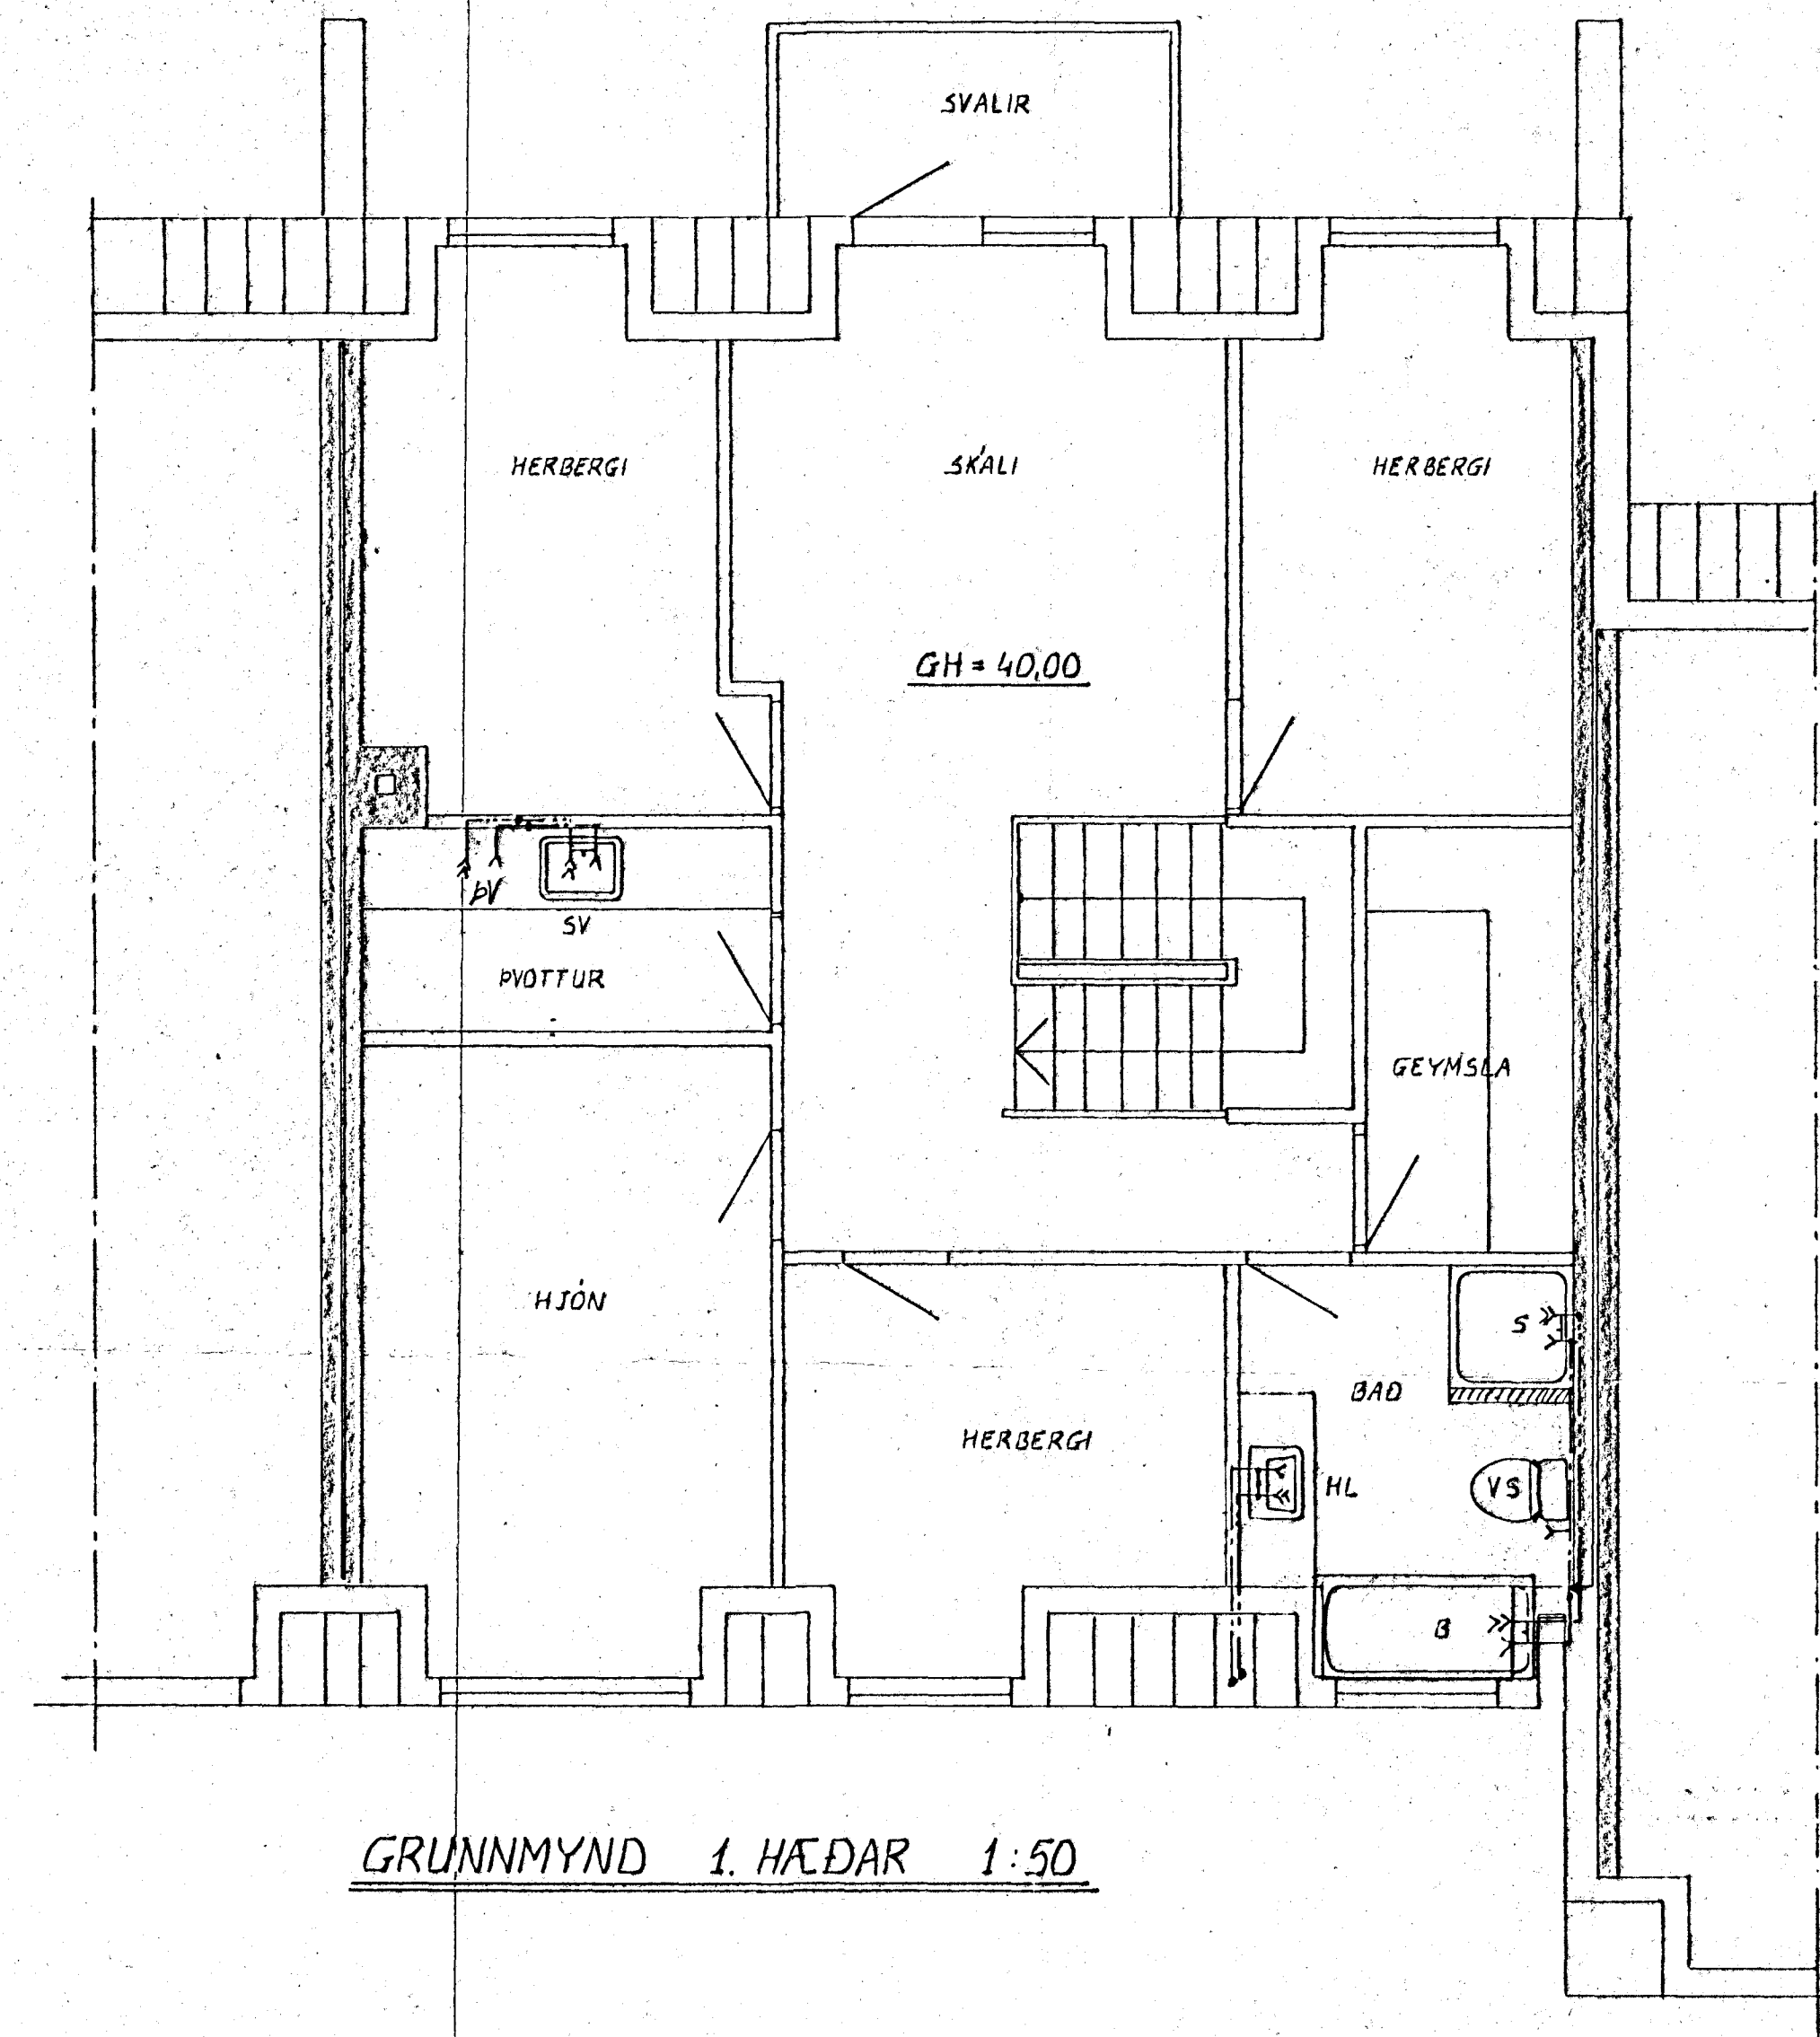 SVALIR
HERBERGI
SKÁLI
HERBERGI
GH = 40,00
ÞV
SV
ÞVOTTUR
GEYMSLA
HJÓN
S
BAÐ
HERBERGI
HL
VS
B
GRUNNMYND 1. HÆÐAR 1:50